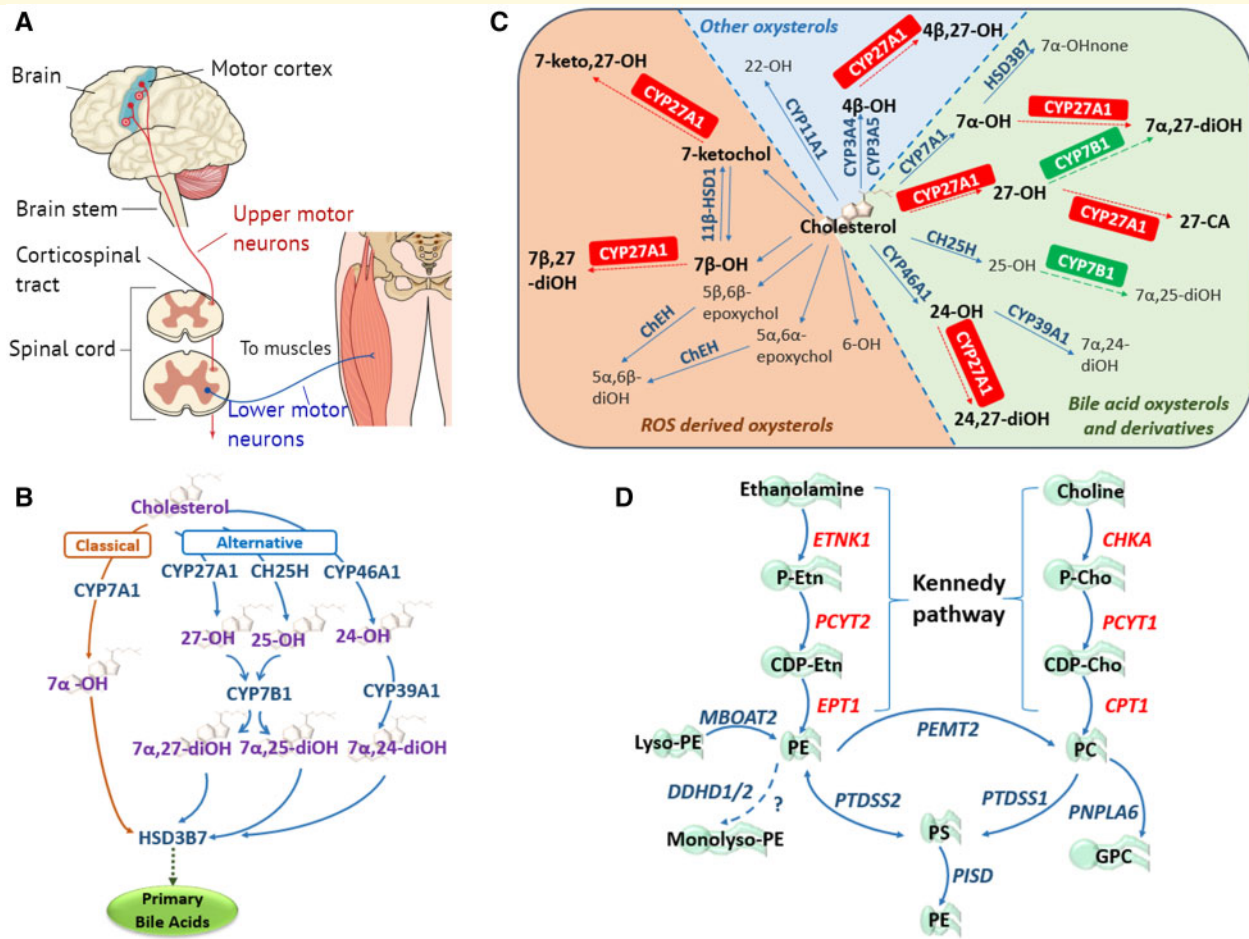 A
Brain
Motor cortex
Brain stem
Upper motor
neurons
Corticospinal
tract
Spinal cord
To muscles
Lower motor
neurons
B
Cholesterol
Classical
Alternative
CYP7A1
CYP27A1
CH25H
CYP46A1
27-OH
25-OH
24-OH
7α -OH
CYP7B1
CYP39A1
7α,27-diOH
7α,25-diOH
7α,24-diOH
HSD3B7
Primary
Bile Acids
C
Other oxysterols
4β,27-OH
CYP27A1
7-keto,27-OH
CYP27A1
22-OH
CYP11A1
4β-OH
CYP3A4
CYP3A5
HSD3B7
7α-OHnone
CYP7A1
7α-OH
CYP27A1
7α,27-diOH
CYP7B1
7-ketochol
11β-HSD1
Cholesterol
CYP27A1
27-OH
CYP27A1
27-CA
7β,27
-diOH
CYP27A1
7β-OH
CH25H
25-OH
CYP7B1
7α,25-diOH
CYP46A1
24-OH
CYP39A1
7α,24-
diOH
CYP27A1
24,27-diOH
5β,6β-
epoxychol
ChEH
5α,6α-
epoxychol
ChEH
6-OH
5α,6β-
diOH
ROS derived oxysterols
Bile acid oxysterols
and derivatives
D
Ethanolamine
ETNK1
P-Etn
PCYT2
CDP-Etn
EPT1
Kennedy
pathway
Choline
CHKA
P-Cho
PCYT1
CDP-Cho
CPT1
MBOAT2
Lyso-PE
PE
PEMT2
PC
DDHD1/2
?
Monolyso-PE
PTDSS2
PTDSS1
PNPLA6
PS
GPC
PISD
PE